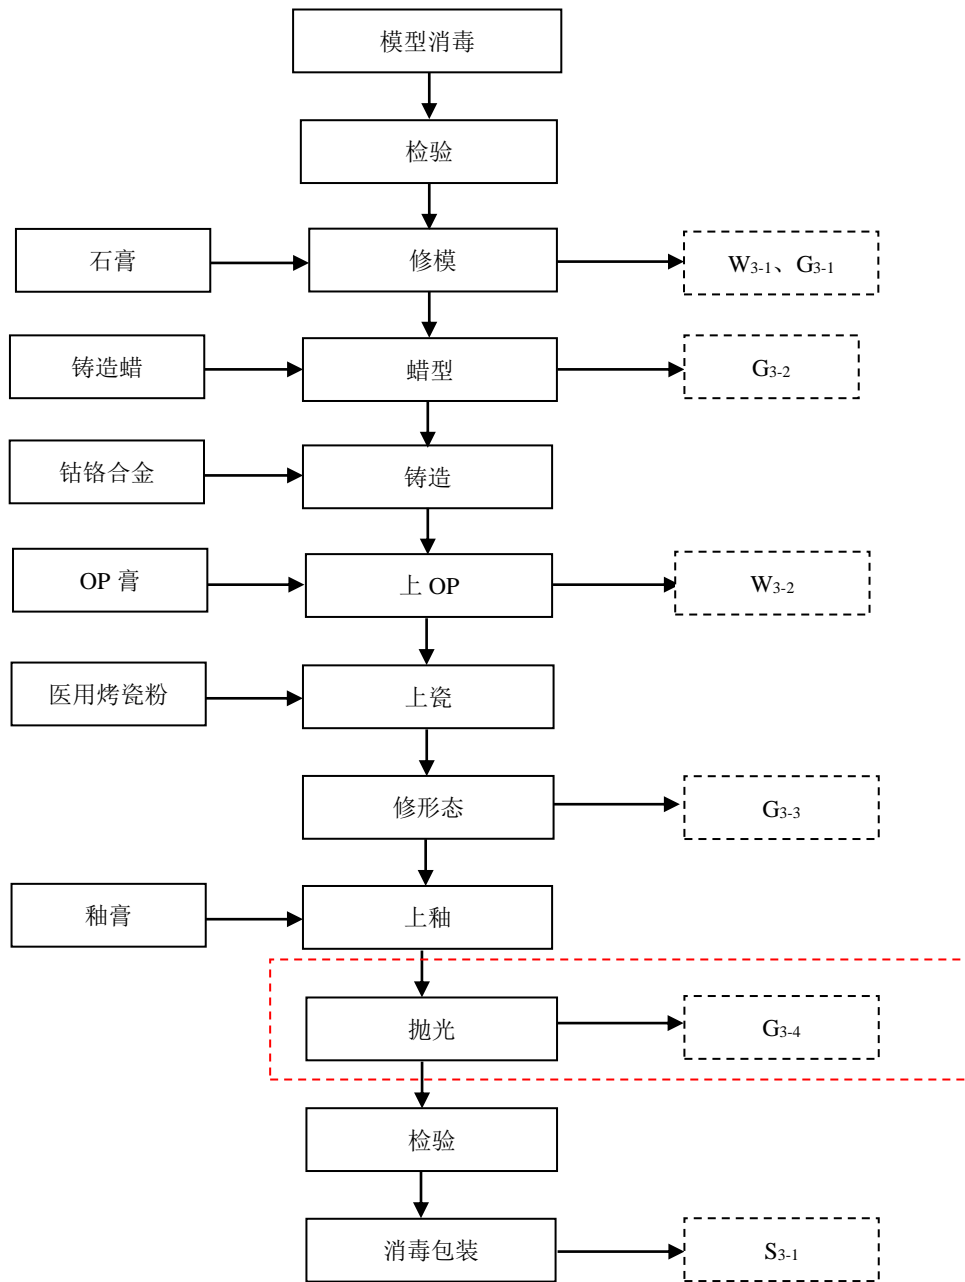 模型消毒
检验
石膏
修模
W3-1、G3-1
铸造蜡
蜡型
G3-2
钴铬合金
铸造
OP 膏
上 OP
W3-2
医用烤瓷粉
上瓷
修形态
G3-3
釉膏
上釉
抛光
G3-4
检验
消毒包装
S3-1